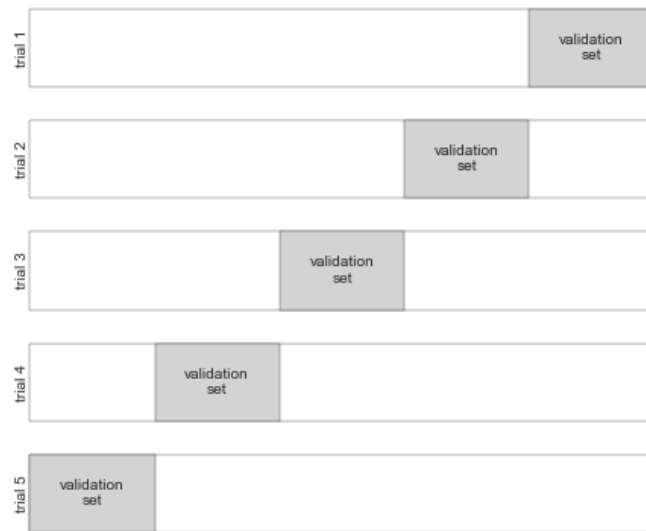 trial 1
validation
set
trial 2
validation
set
trial 3
validation
set
trial 4
validation
set
trial 5
validation
set